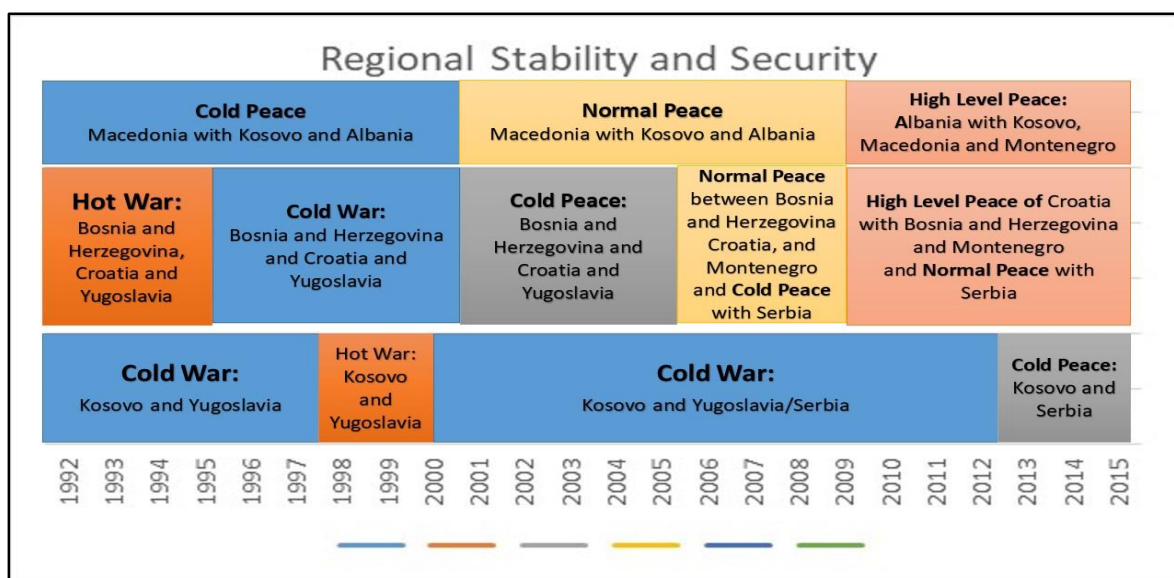 Regional Stability and Security
Cold Peace
Macedonia with Kosovo and Albania
Normal Peace
Macedonia with Kosovo and Albania
High Level Peace:
Albania with Kosovo,
Macedonia and Montenegro
Hot War:
Bosnia and
Herzegovina,
Croatia and
Yugoslavia
Cold War:
Bosnia and Herzegovina
and Croatia and
Yugoslavia
Cold Peace:
Bosnia and
Herzegovina and
Croatia and
Yugoslavia
Normal Peace
between Bosnia
and Herzegovina
Croatia, and
Montenegro
and Cold Peace
with Serbia
High Level Peace of Croatia
with Bosnia and Herzegovina
and Montenegro
and Normal Peace with
Serbia
Cold War:
Kosovo and Yugoslavia
Hot War:
Kosovo
and
Yugoslavia
Cold War:
Kosovo and Yugoslavia/Serbia
Cold Peace:
Kosovo and
Serbia
1992
1993
1994
1995
1996
1997
1998
1999
2000
2001
2002
2003
2004
2005
2006
2007
2008
2009
2010
2011
2012
2013
2014
2015